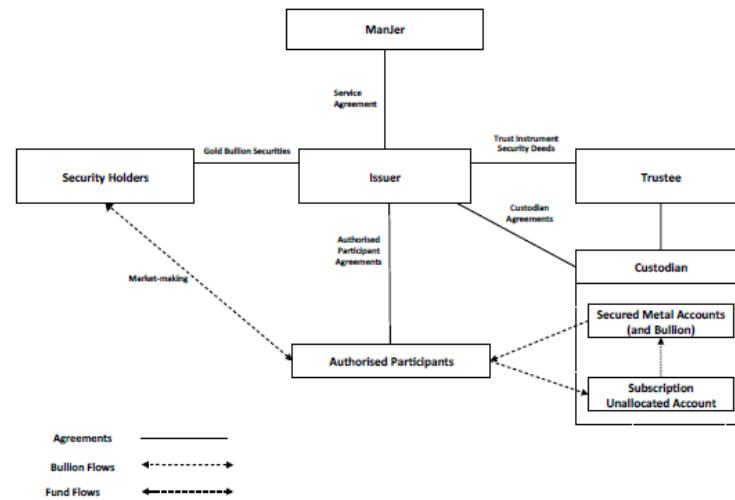 ManJer
Service
Agreement
Gold Bullion Securities
Trust Instrument
Security Deeds
Security Holders
Issuer
Trustee
Custodian
Agreements
Authorised
Participant
Agreements
Custodian
Market-making
Secured Metal Accounts
(and Bullion)
Authorised Participants
Subscription
Unallocated Account
Agreements
Bullion Flows
Fund Flows